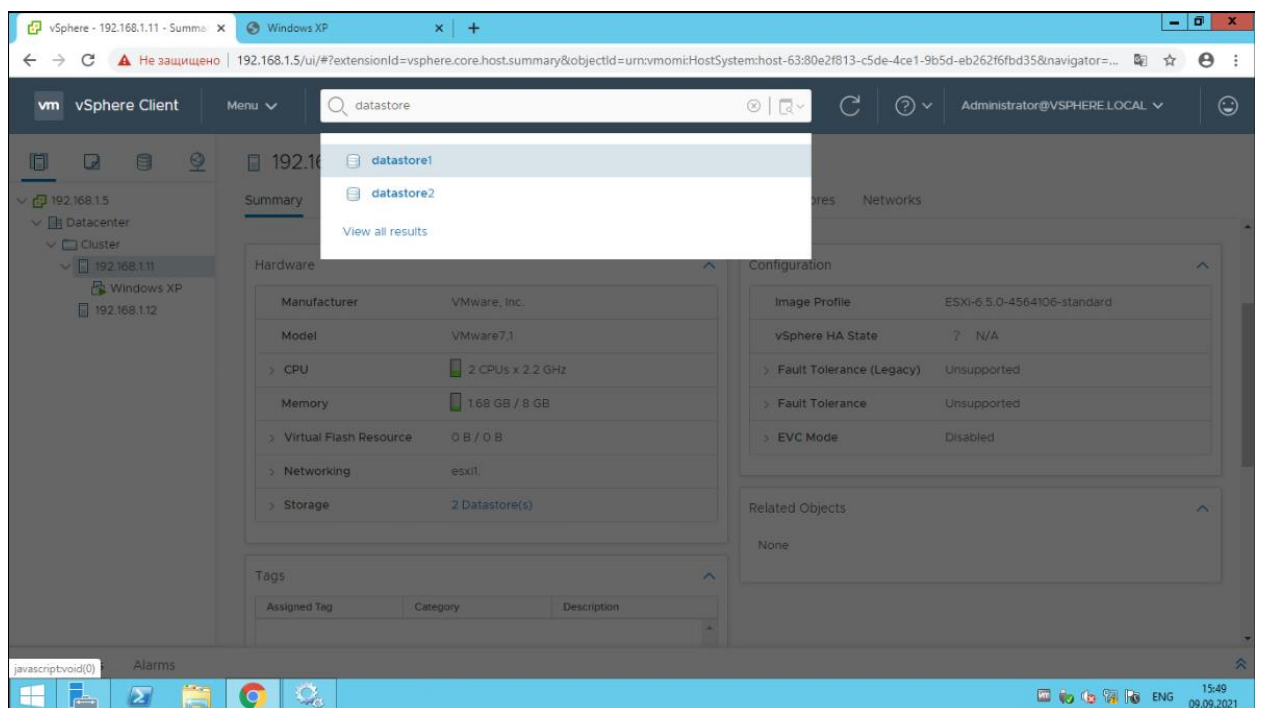 vSphere - 192.168.1.11 - Summa
Windows XP
Не защищено
192.168.1.5/ui/#?extensionId=vsphere.core.host.summary&objectId=urn:vmomi:HostSystem:host-63:80e2f813-c5de-4ce1-9b5d-eb262f6fbd35&navigator=...
vm vSphere Client
Menu
datastore
Administrator@VSPHERE.LOCAL
datastore1
datastore2
View all results
192.168.1.5
Datacenter
Cluster
192.168.1.11
Windows XP
192.168.1.12
192.16
Summary
Networks
Hardware
Manufacturer VMware, Inc.
Model VMware7,1
CPU 2 CPUs x 2.2 GHz
Memory 1.68 GB / 8 GB
Virtual Flash Resource 0 B / 0 B
Networking esxi1.
Storage 2 Datastore(s)
Tags
Assigned Tag Category Description
Configuration
Image Profile ESXi-6.5.0-4564106-standard
vSphere HA State ? N/A
Fault Tolerance (Legacy) Unsupported
Fault Tolerance Unsupported
EVC Mode Disabled
Related Objects
None
javascript:void(0)
Alarms
ENG
15:49
09.09.2021